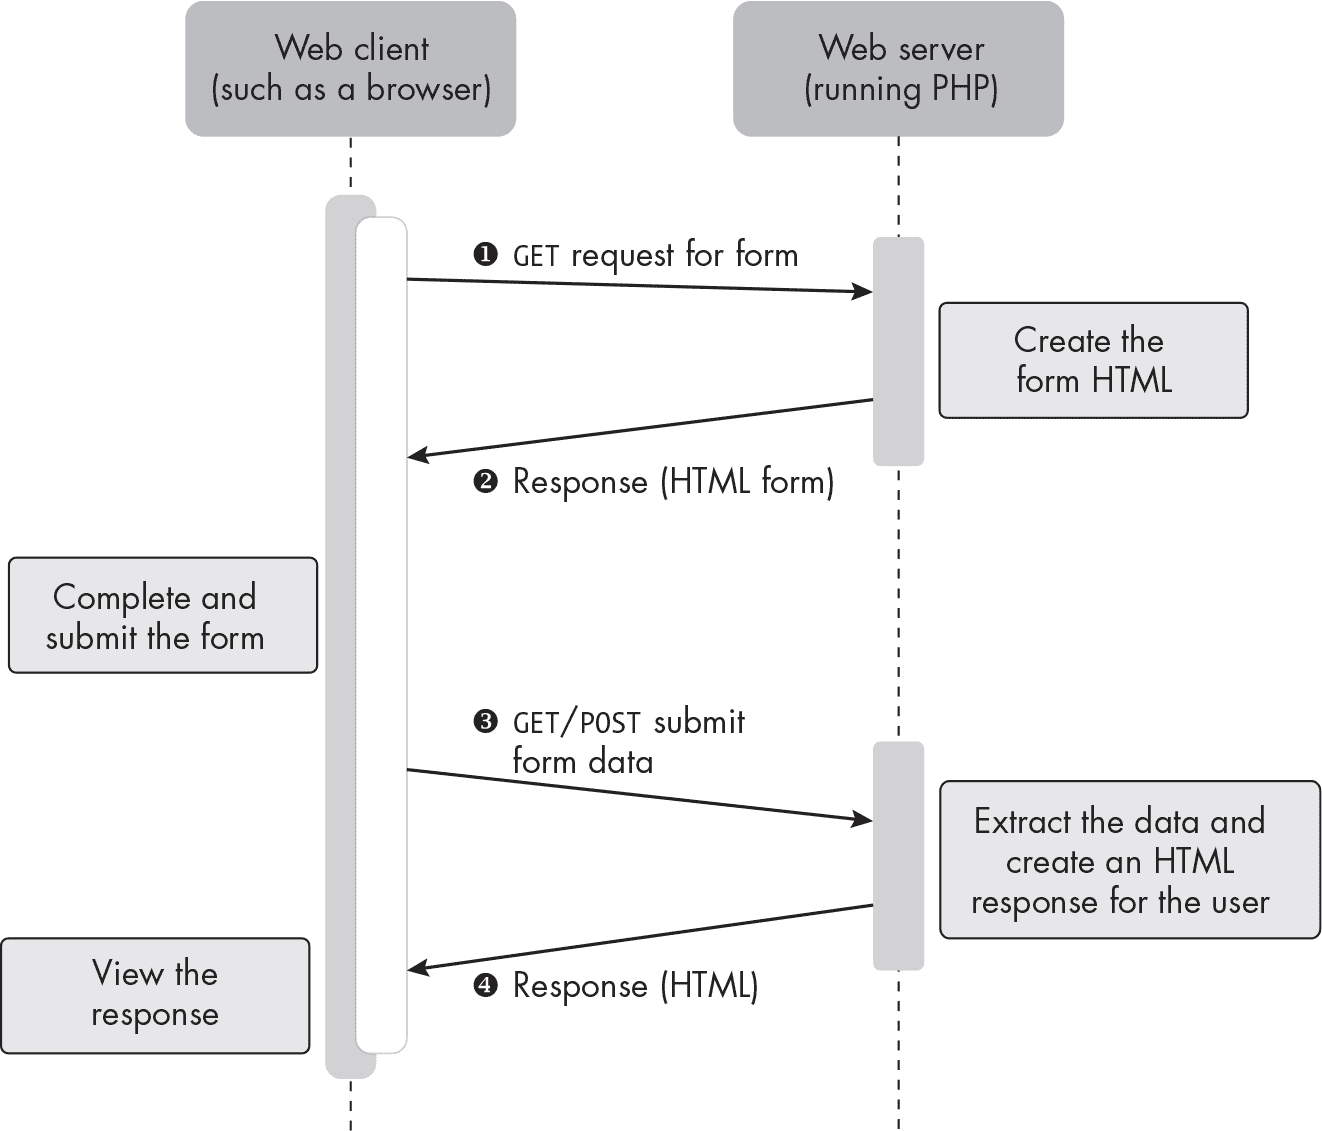 Web client
(such as a browser)
Web server
(running PHP)
❶ GET request for form
Create the
form HTML
❷ Response (HTML form)
Complete and
submit the form
❸ GET/POST submit
form data
Extract the data and
create an HTML
response for the user
View the
response
❹ Response (HTML)